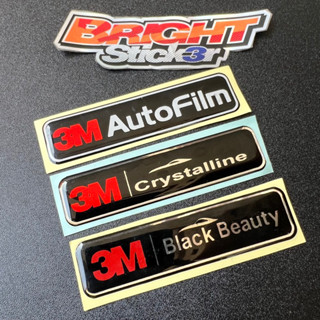 BRIGHT
Stick3r
3M AutoFilm
3M Crystalline
3M Black Beauty